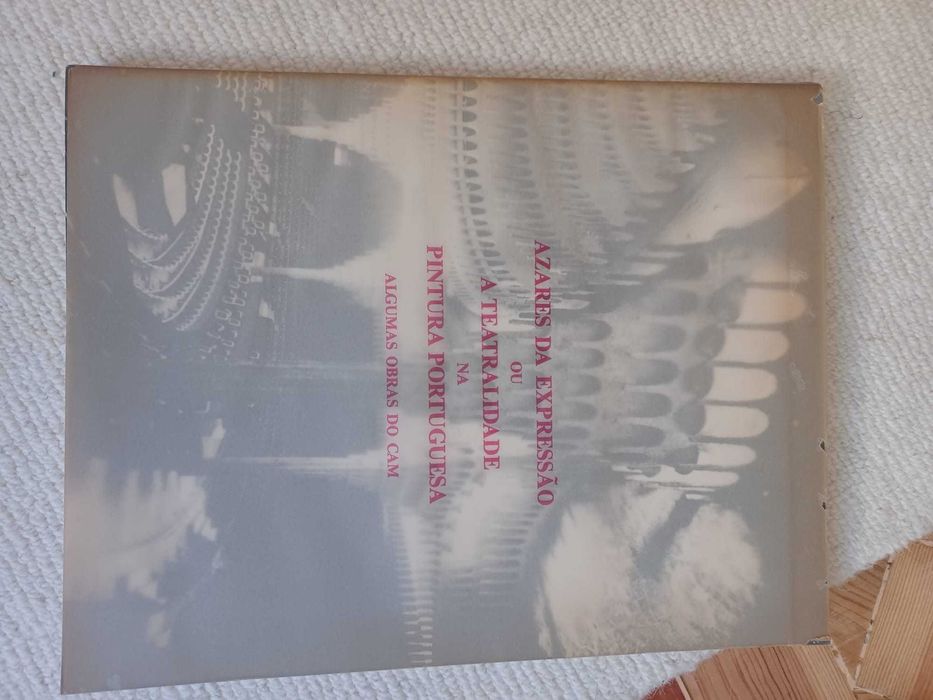 AZARES DA EXPRESSÃO
OU
A TEATRALIDADE
NA
PINTURA PORTUGUESA
ALGUMAS OBRAS DO CAM